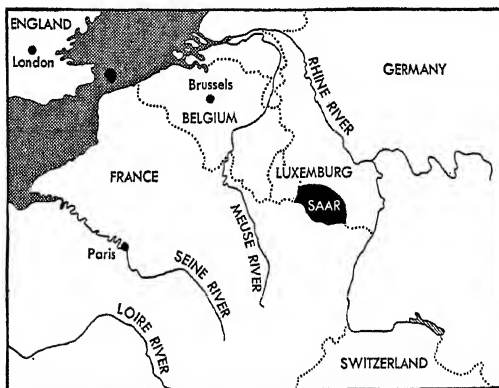 ENGLAND
London
Brussels
BELGIUM
RHINE RIVER
GERMANY
FRANCE
LUXEMBURG
SAAR
MEUSE RIVER
Paris
SEINE RIVER
LOIRE RIVER
SWITZERLAND